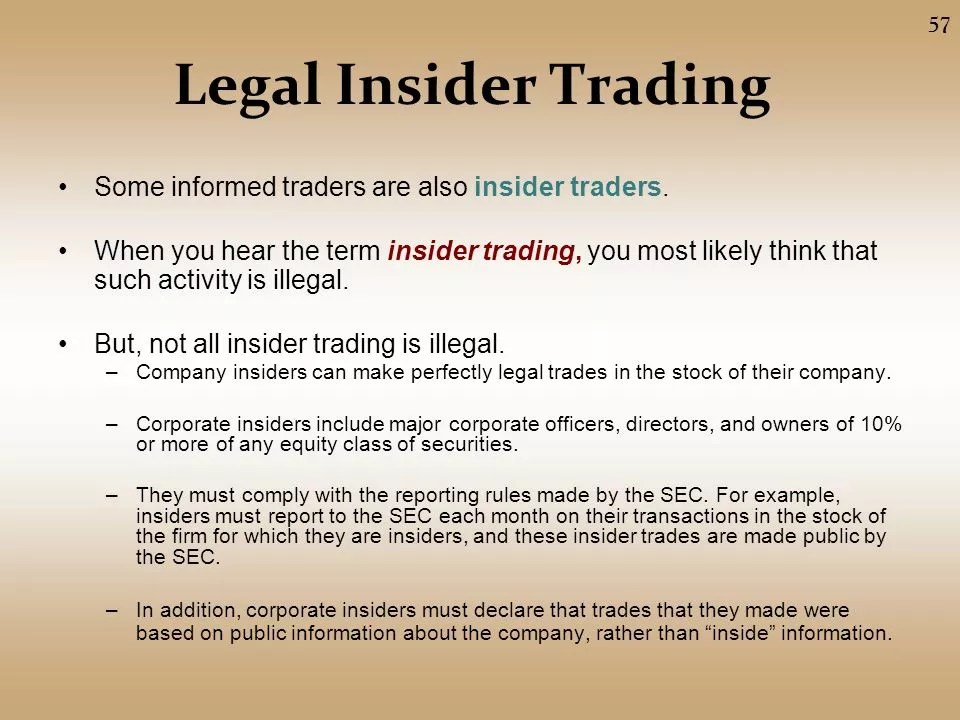 57
Legal Insider Trading
• Some informed traders are also insider traders.
• When you hear the term insider trading, you most likely think that
such activity is illegal.
• But, not all insider trading is illegal.
– Company insiders can make perfectly legal trades in the stock of their company.
– Corporate insiders include major corporate officers, directors, and owners of 10%
or more of any equity class of securities.
– They must comply with the reporting rules made by the SEC. For example,
insiders must report to the SEC each month on their transactions in the stock of
the firm for which they are insiders, and these insider trades are made public by
the SEC.
– In addition, corporate insiders must declare that trades that they made were
based on public information about the company, rather than “inside” information.